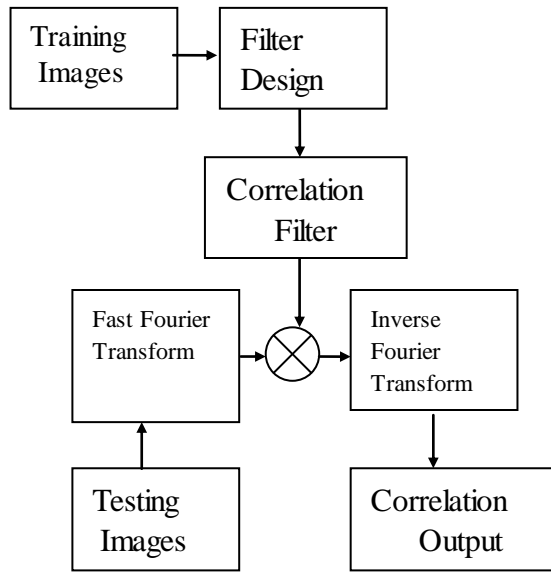 Training
Images
Filter
Design
Correlation
Filter
Fast Fourier
Transform
Inverse
Fourier
Transform
Testing
Images
Correlation
Output